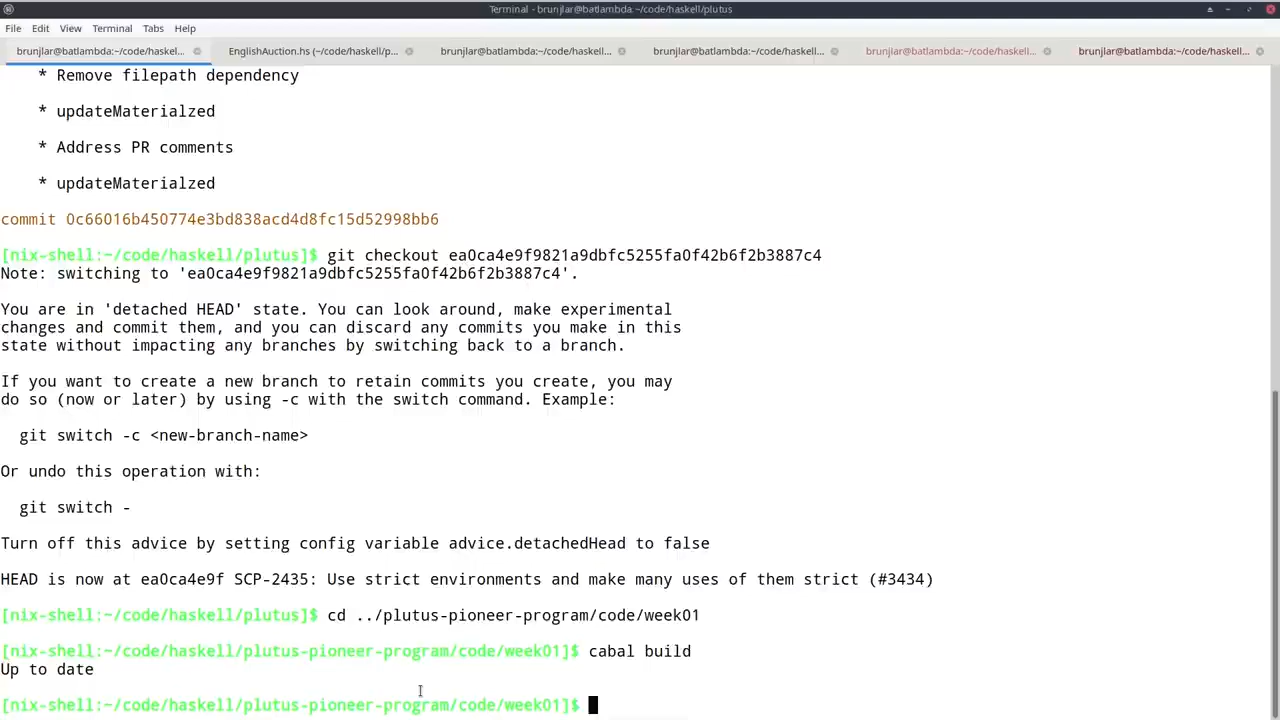 Terminal - brunjlar@batlambda:~/code/haskell/plutus
File Edit View Terminal Tabs Help
brunjlar@batlambda:~/code/haskel... EnglishAuction.hs (~/code/haskell/p... brunjlar@batlambda:~/code/haskell... brunjlar@batlambda:~/code/haskell... brunjlar@batlambda:~/code/haskell... brunjlar@batlambda:~/code/haskell...
* Remove filepath dependency
* updateMaterialzed
* Address PR comments
* updateMaterialzed
commit 0c66016b450774e3bd838acd4d8fc15d52998bb6
[nix-shell:~/code/haskell/plutus]$ git checkout ea0ca4e9f9821a9dbfc5255fa0f42b6f2b3887c4
Note: switching to 'ea0ca4e9f9821a9dbfc5255fa0f42b6f2b3887c4'.
You are in 'detached HEAD' state. You can look around, make experimental
changes and commit them, and you can discard any commits you make in this
state without impacting any branches by switching back to a branch.
If you want to create a new branch to retain commits you create, you may
do so (now or later) by using -c with the switch command. Example:
git switch -c <new-branch-name>
Or undo this operation with:
git switch -
Turn off this advice by setting config variable advice.detachedHead to false
HEAD is now at ea0ca4e9f SCP-2435: Use strict environments and make many uses of them strict (#3434)
[nix-shell:~/code/haskell/plutus]$ cd ../plutus-pioneer-program/code/week01
[nix-shell:~/code/haskell/plutus-pioneer-program/code/week01]$ cabal build
Up to date
[nix-shell:~/code/haskell/plutus-pioneer-program/code/week01]$